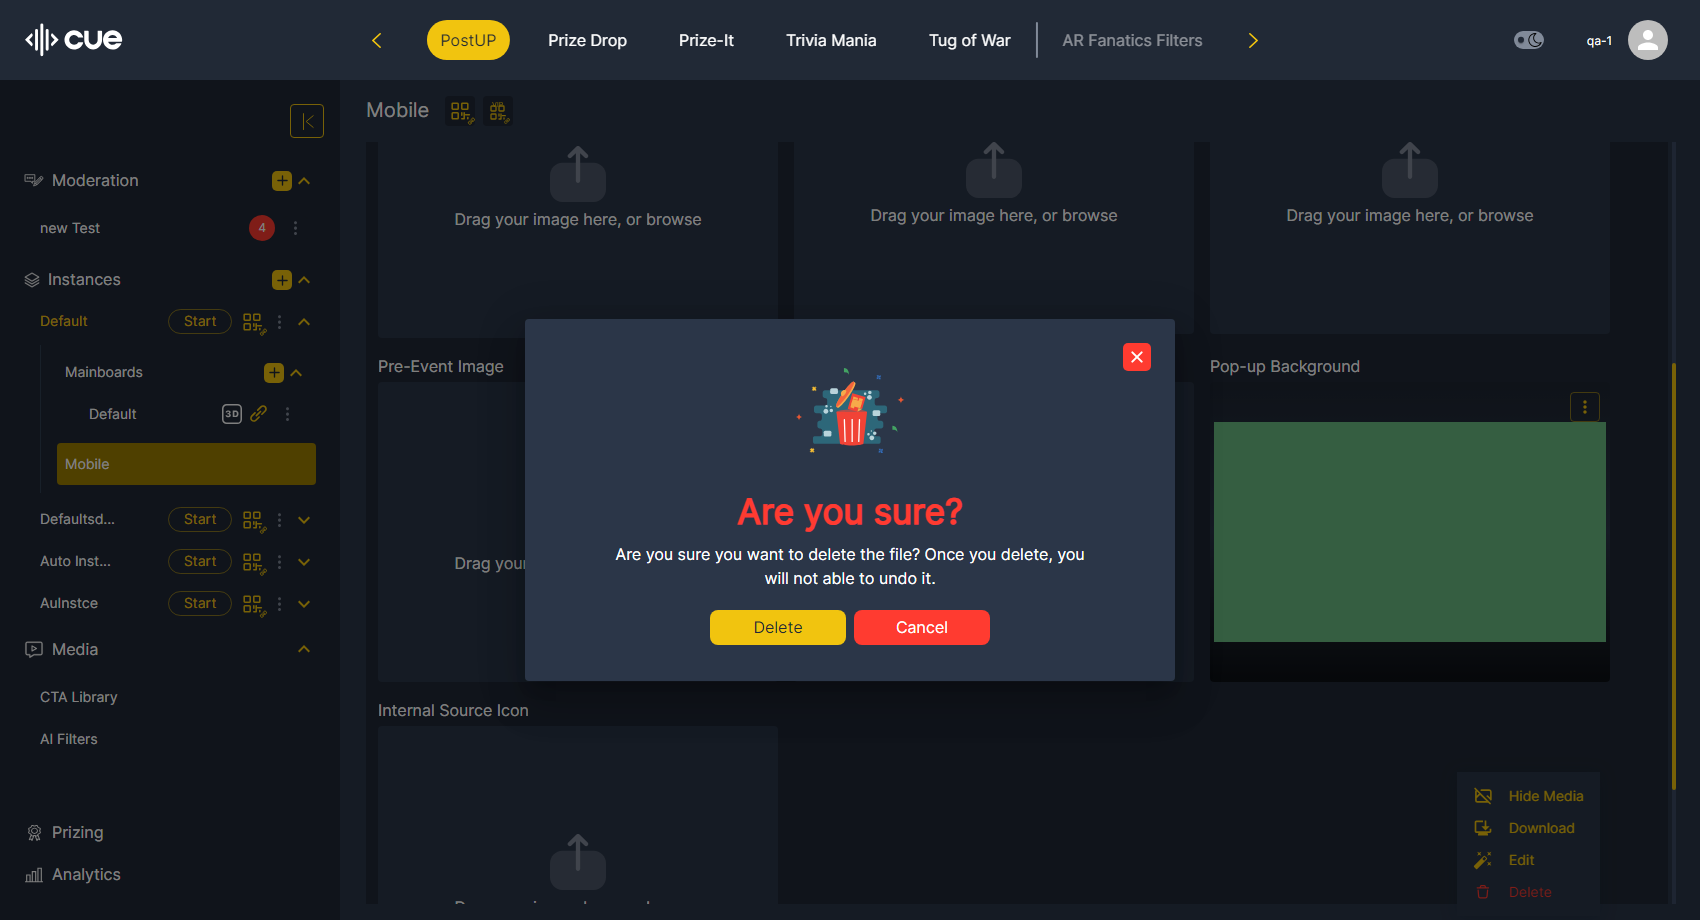 cue
PostUP
Prize Drop
Prize-It
Trivia Mania
Tug of War
AR Fanatics Filters
qa-1
Moderation
new Test
4
Instances
Default
Start
Mainboards
Default
3D
Mobile
Defaultsd...
Start
Auto Inst...
Start
AuInstce
Start
Media
CTA Library
AI Filters
Prizing
Analytics
Mobile
Drag your image here, or browse
Drag your image here, or browse
Drag your image here, or browse
Pre-Event Image
Pop-up Background
Drag you
Are you sure?
Are you sure you want to delete the file? Once you delete, you
will not able to undo it.
Delete
Cancel
Internal Source Icon
Hide Media
Download
Edit
Delete